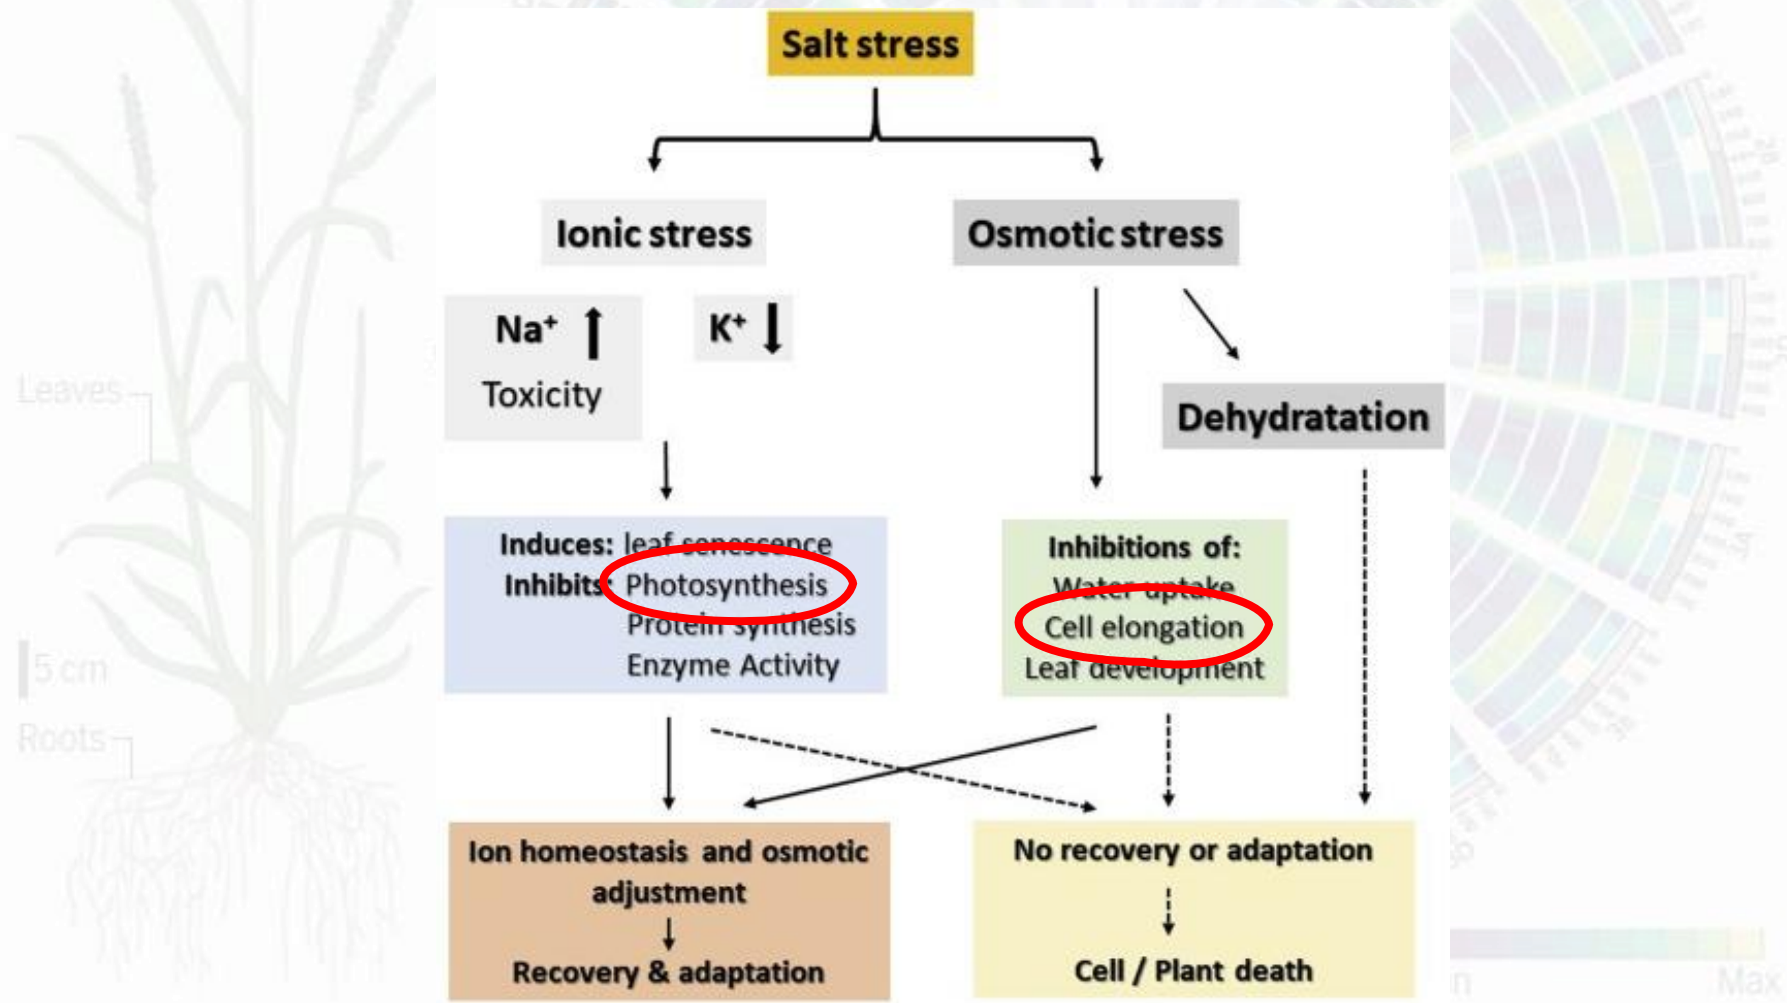 Salt stress
Ionic stress
Osmotic stress
Na⁺
K⁺
Toxicity
Leaves
Dehydratation
Induces: leaf senescence
Inhibits: Photosynthesis
Protein synthesis
Enzyme Activity
Inhibitions of:
Water uptake
Cell elongation
Leaf development
5 cm
Roots
Ion homeostasis and osmotic
adjustment
Recovery & adaptation
No recovery or adaptation
Cell / Plant death
Max